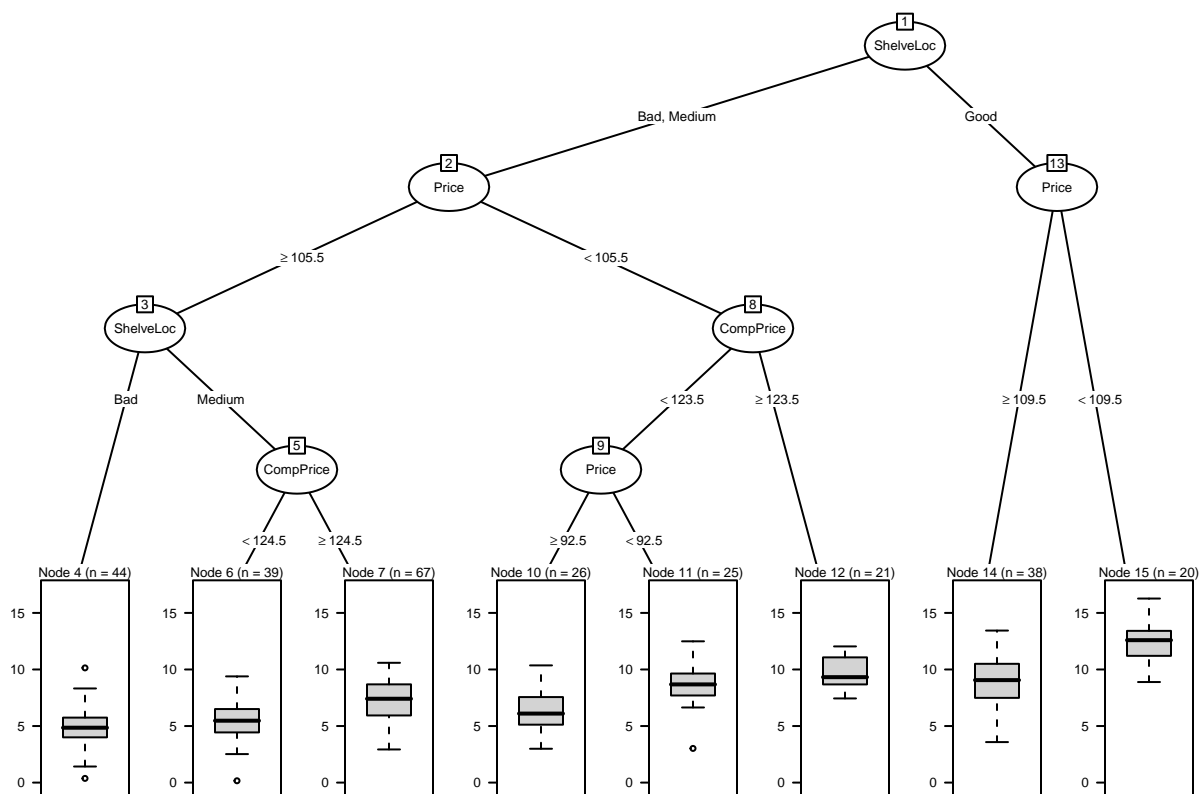 1
ShelveLoc
Bad, Medium
Good
2
Price
13
Price
≥ 105.5
< 105.5
3
ShelveLoc
8
CompPrice
Bad
Medium
< 123.5
≥ 123.5
≥ 109.5
< 109.5
5
CompPrice
9
Price
< 124.5
≥ 124.5
≥ 92.5
< 92.5
Node 4 (n = 44)
Node 6 (n = 39)
Node 7 (n = 67)
Node 10 (n = 26)
Node 11 (n = 25)
Node 12 (n = 21)
Node 14 (n = 38)
Node 15 (n = 20)
15 15 15 15 15 15 15 15
10 10 10 10 10 10 10 10
5 5 5 5 5 5 5 5
0 0 0 0 0 0 0 0